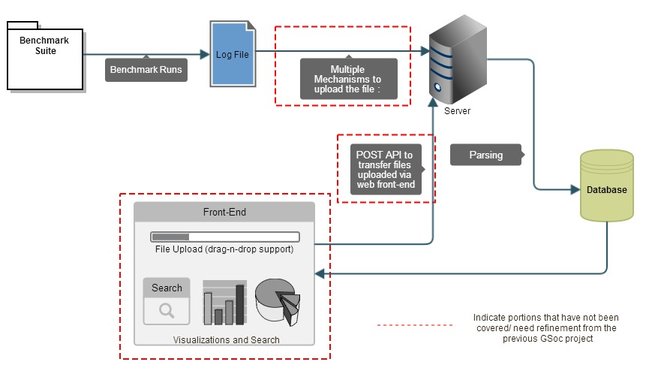 Benchmark
Suite
Benchmark Runs
Log File
Multiple
Mechanisms to
upload the file :
Server
POST API to
transfer files
uploaded via
web front-end
Parsing
Database
Front-End
File Upload (drag-n-drop support)
Search
Visualizations and Search
Indicate portions that have not been
covered/ need refinement from the
previous GSoc project